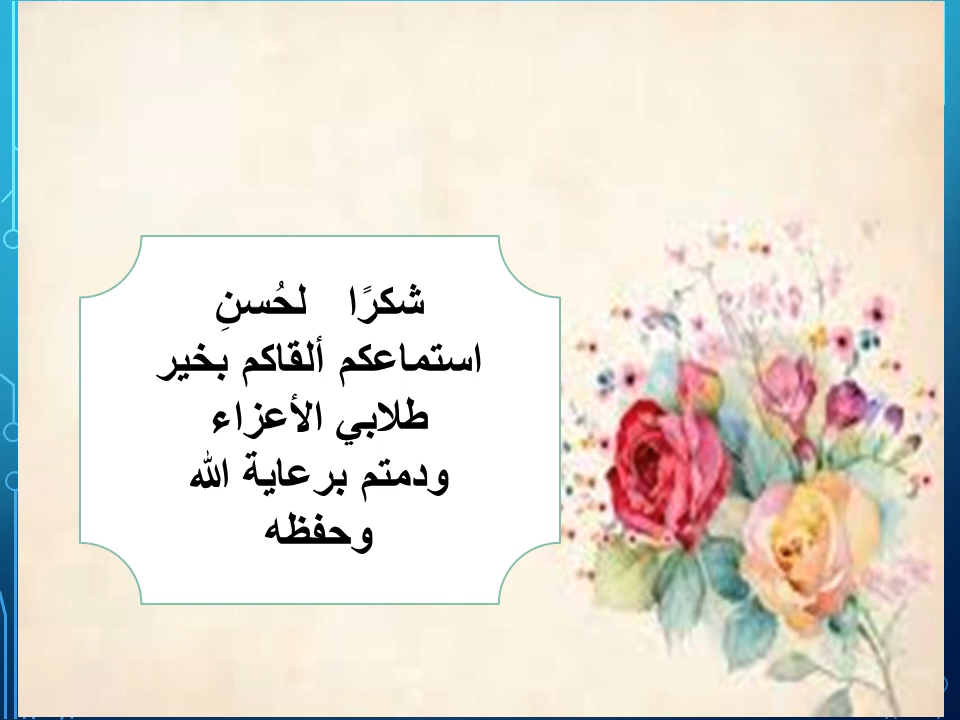 شكرًا لحُسنِ
استماعكم ألقاكم بخير
طلابي الأعزاء
ودمتم برعاية الله
وحفظه